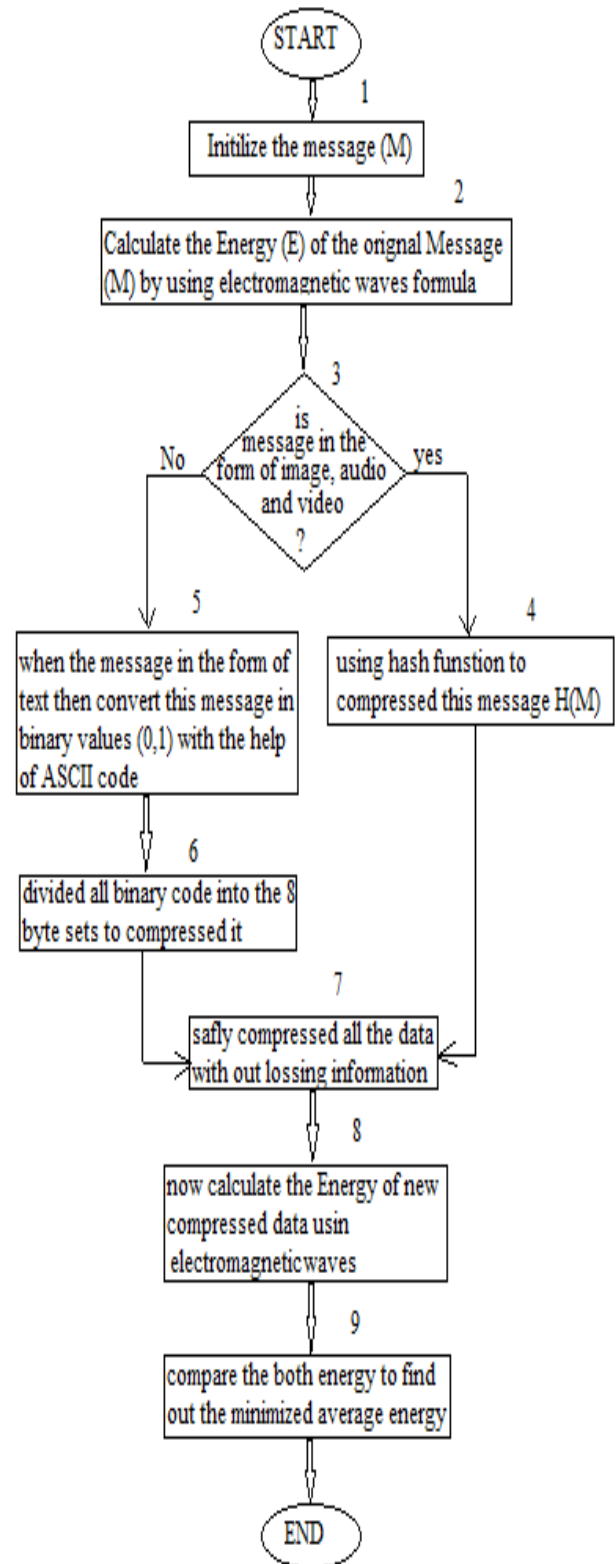 START
1
Initilize the message (M)
2
Calculate the Energy (E) of the orignal Message
(M) by using electromagnetic waves formula
3
is
message in the
form of image, audio
and video
?
No
yes
5
when the message in the form of
text then convert this message in
binary values (0,1) with the help
of ASCII code
4
using hash funstion to
compressed this message H(M)
6
divided all binary code into the 8
byte sets to compressed it
7
safly compressed all the data
with out lossing information
8
now calculate the Energy of new
compressed data usin
electromagneticwaves
9
compare the both energy to find
out the minimized average energy
END